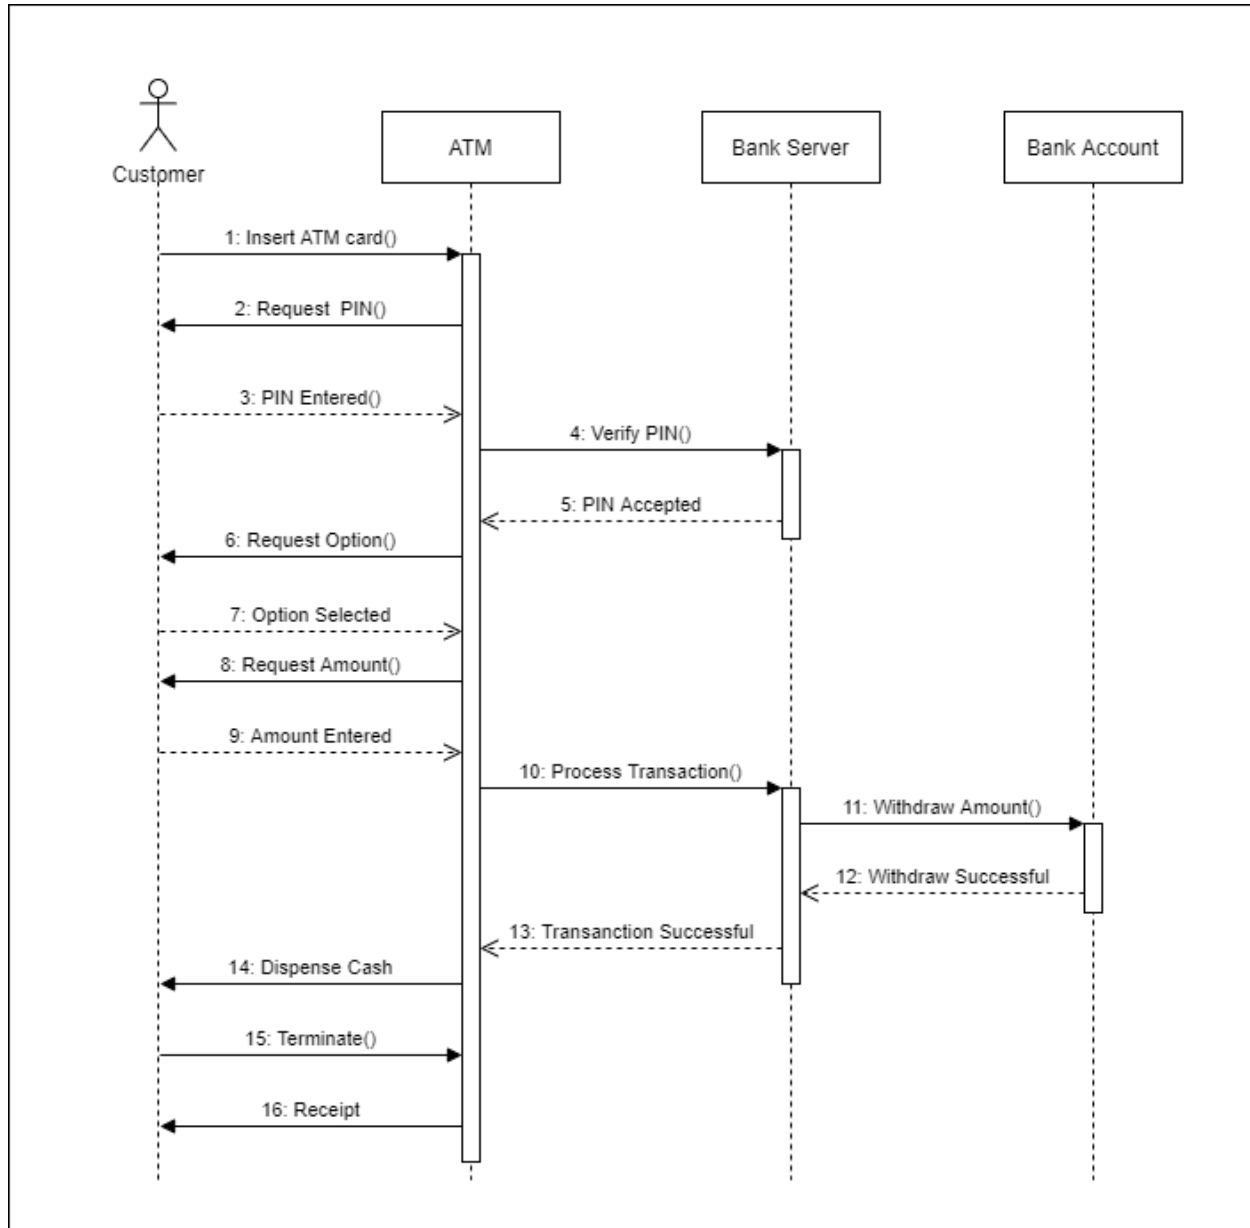 Customer
ATM
Bank Server
Bank Account
1: Insert ATM card()
2: Request  PIN()
3: PIN Entered()
4: Verify PIN()
5: PIN Accepted
6: Request Option()
7: Option Selected
8: Request Amount()
9: Amount Entered
10: Process Transaction()
11: Withdraw Amount()
12: Withdraw Successful
13: Transanction Successful
14: Dispense Cash
15: Terminate()
16: Receipt